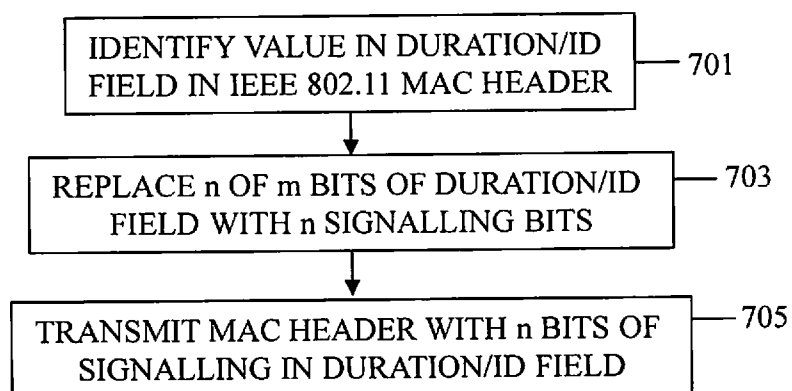 IDENTIFY VALUE IN DURATION/ID
FIELD IN IEEE 802.11 MAC HEADER
701
REPLACE n OF m BITS OF DURATION/ID
FIELD WITH n SIGNALLING BITS
703
TRANSMIT MAC HEADER WITH n BITS OF
SIGNALLING IN DURATION/ID FIELD
705